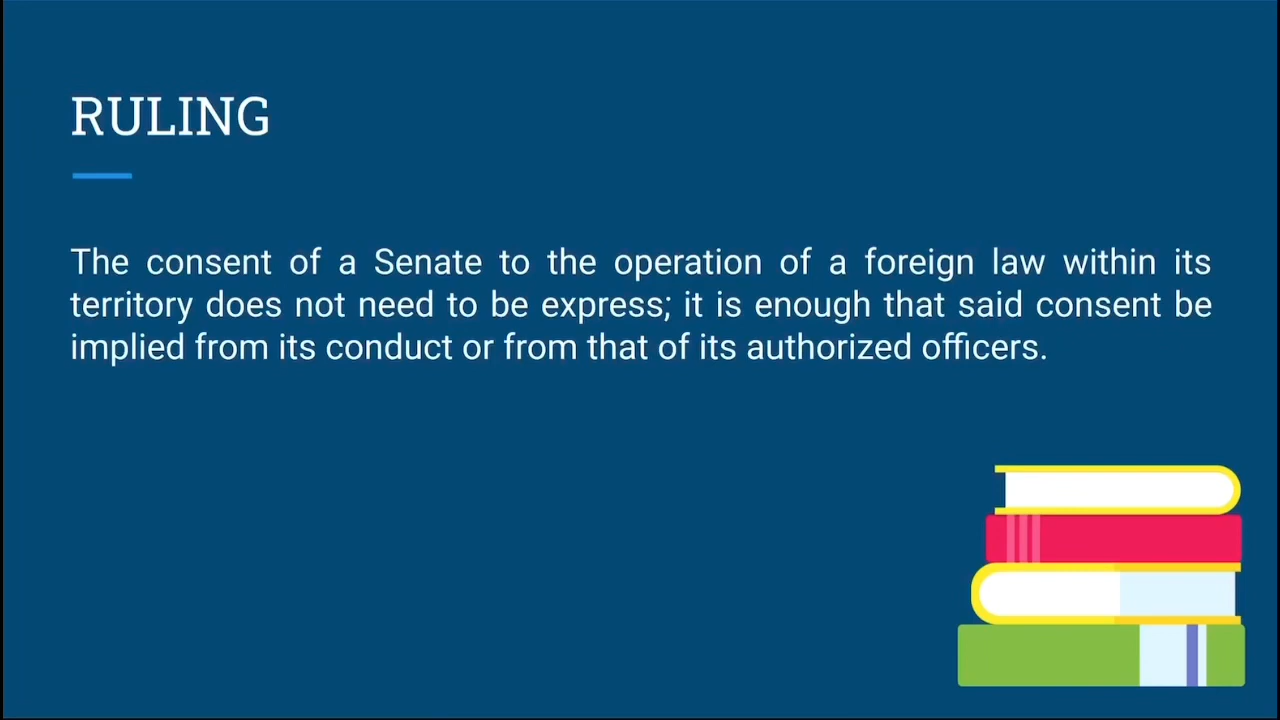 RULING
The consent of a Senate to the operation of a foreign law within its
territory does not need to be express; it is enough that said consent be
implied from its conduct or from that of its authorized officers.